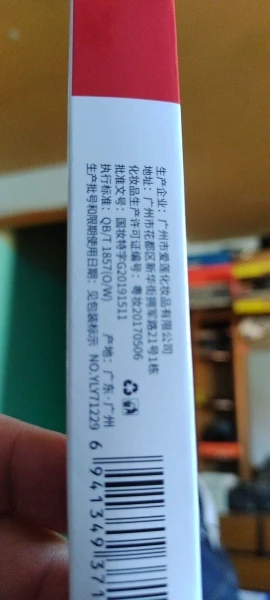 生产企业：广州市爱莲化妆品有限公司
地址：广州市花都区新华街拥军路21号1栋
化妆品生产许可证编号：粤妆20170506
批准文号：国妆特字G20191511
执行标准：QB/T 1857(O/W) 产地：广东·广州
生产批号和限期使用日期：见包装标示 NO.YLY71229
6 941349 371